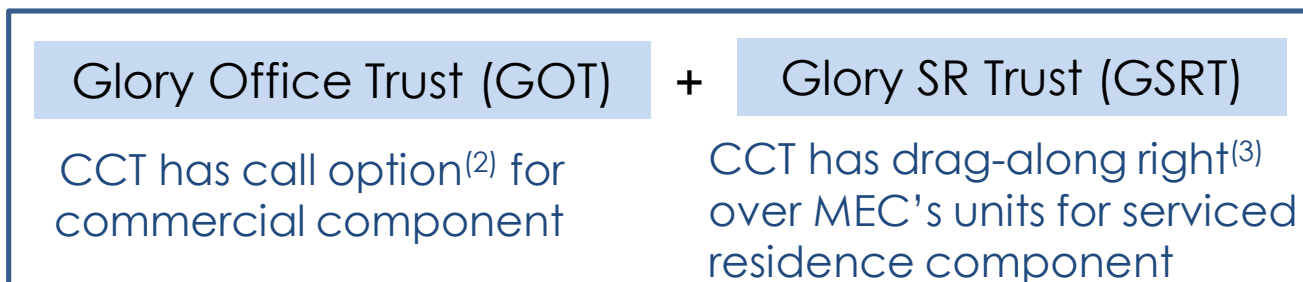 Glory Office Trust (GOT) + Glory SR Trust (GSRT)
CCT has call option(2) for
commercial component
CCT has drag-along right(3)
over MEC’s units for serviced
residence component